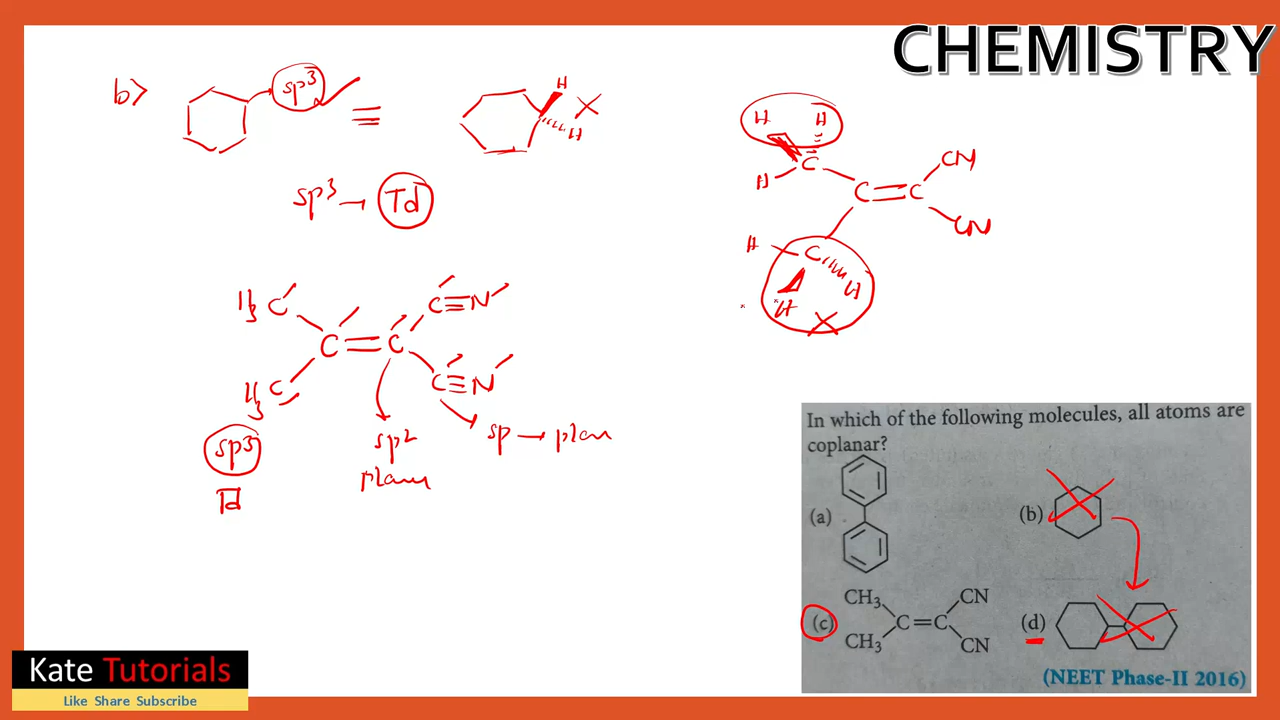 CHEMISTRY
b>
sp³
H
H
sp³ → Td
H₃C
C = C
C≡N
H₃C
C≡N
sp3
Td
sp²
plane
sp → plan
H H
H C
C = C
CN
CN
H C
H
H
In which of the following molecules, all atoms are
coplanar?
(a)
(b)
(c) CH₃ CH₃ C=C CN CN
(d)
(NEET Phase-II 2016)
Kate Tutorials
Like Share Subscribe